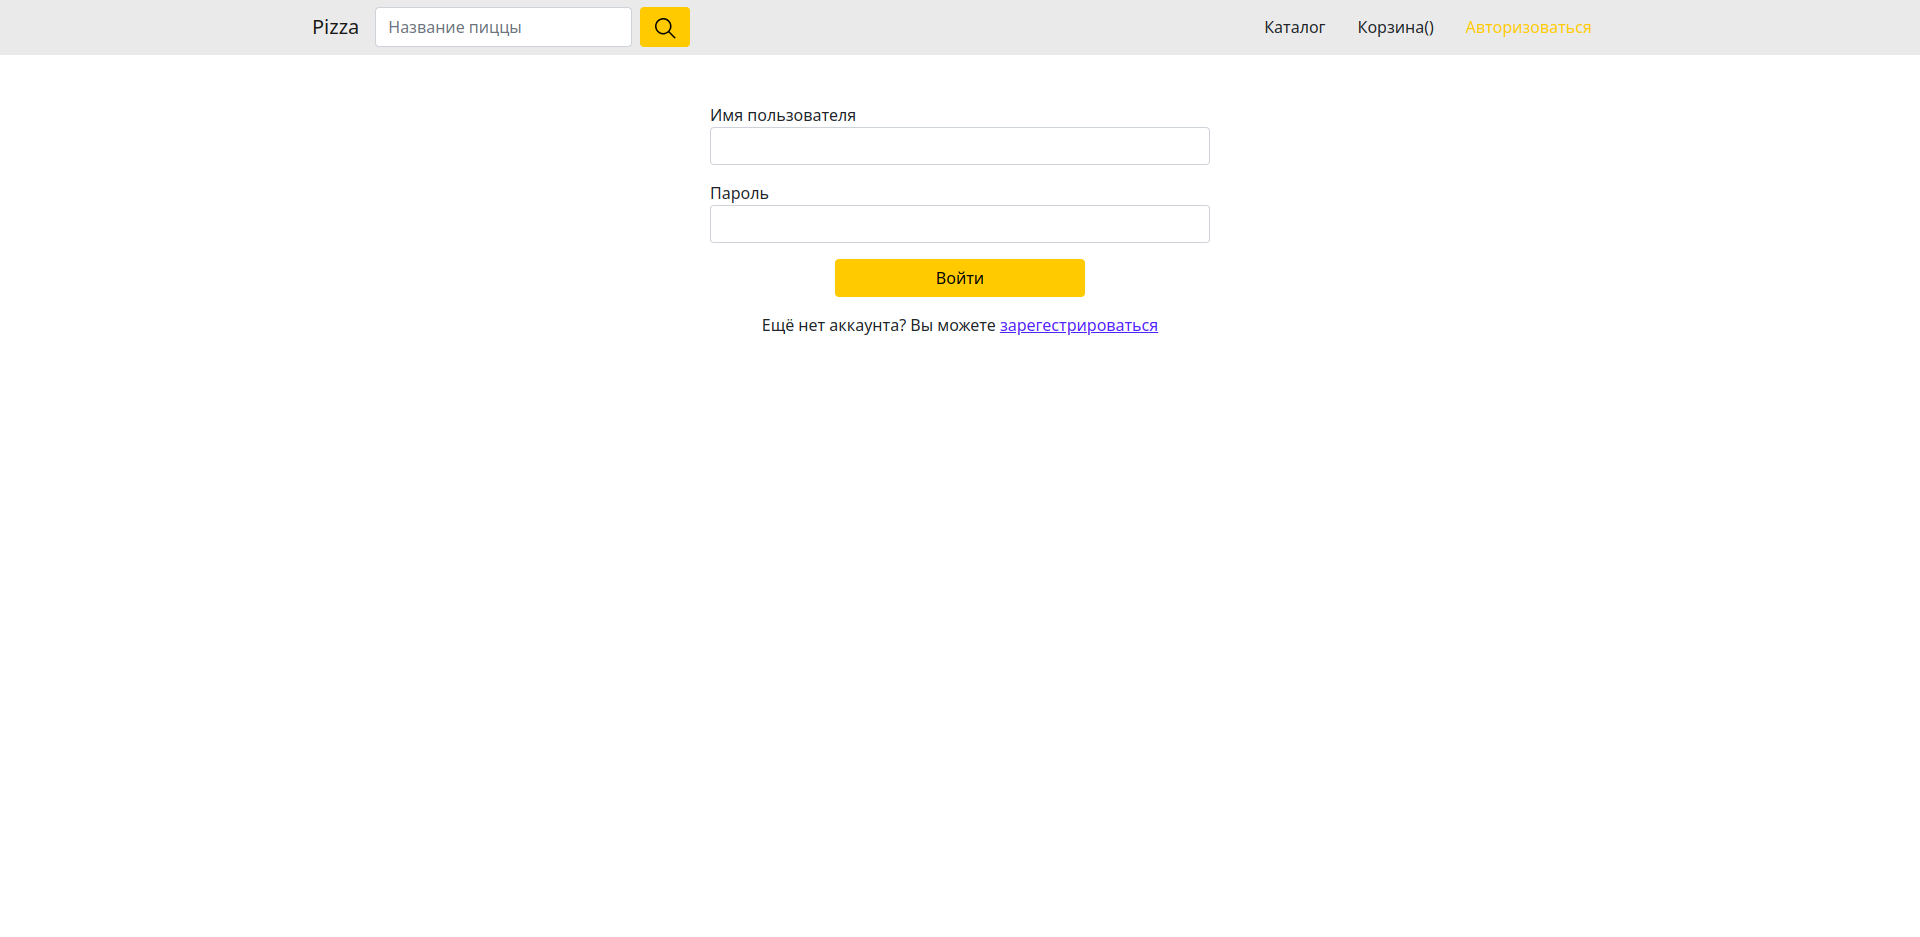 Pizza Название пиццы Каталог Корзина() Авторизоваться
Имя пользователя
Пароль
Войти
Ещё нет аккаунта? Вы можете зарегестрироваться